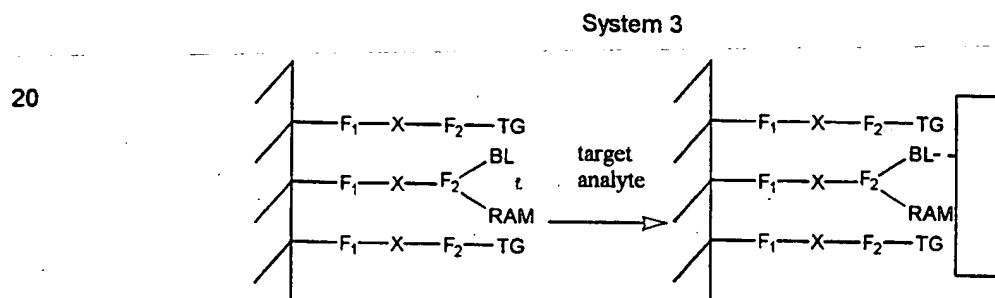 System 3
20
F₁—X—F₂—TG F₁—X—F₂—TG
BL target BL-
F₁—X—F₂ t. analyte F₁—X—F₂
RAM RAM
F₁—X—F₂—TG F₁—X—F₂—TG